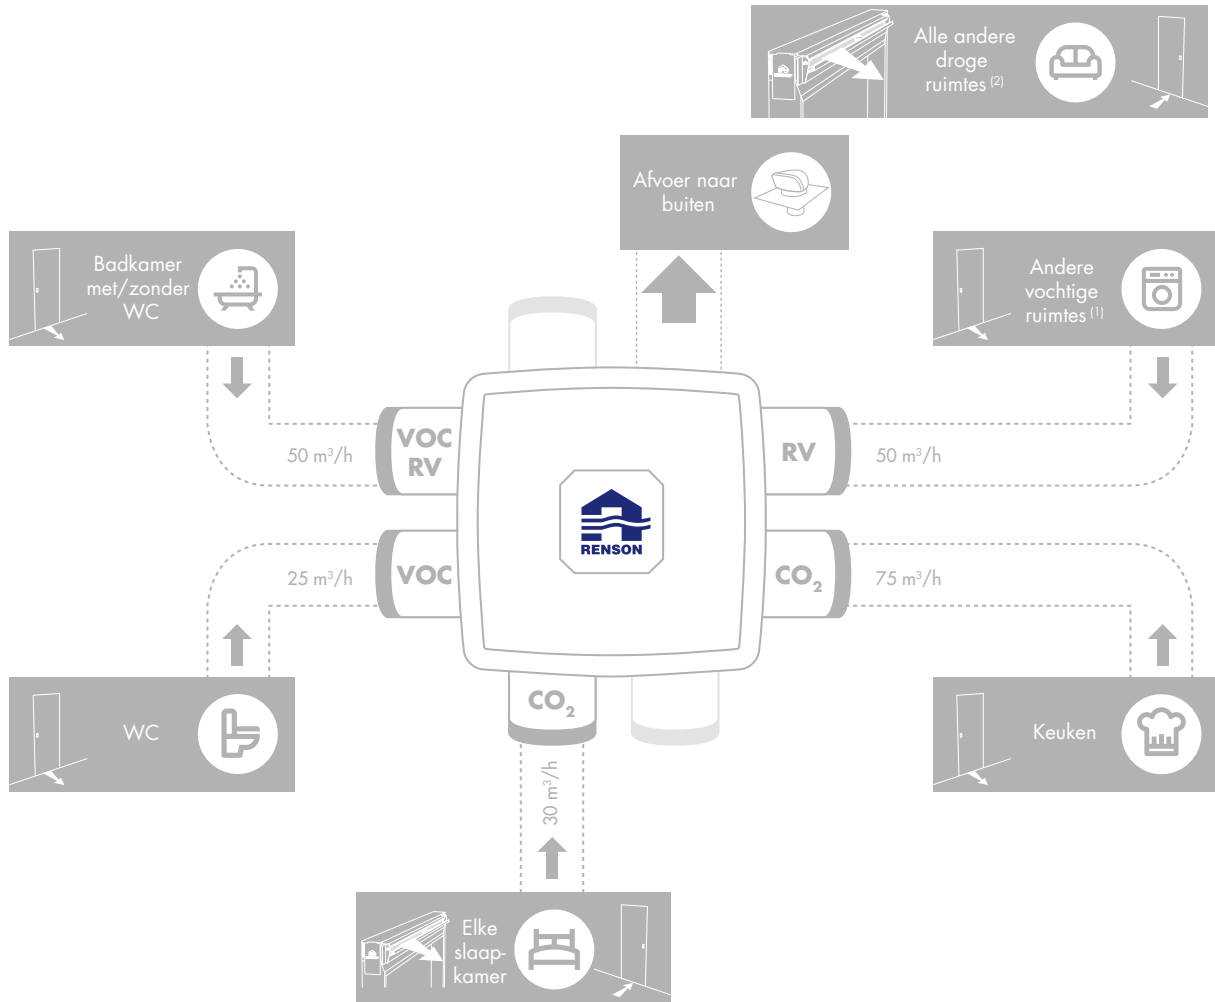 Alle andere
droge
ruimtes (2)
Afvoer naar
buiten
Badkamer
met/zonder
WC
Andere
vochtige
ruimtes (1)
50 m³/h
VOC
RV
RV
50 m³/h
RENSON
25 m³/h
VOC
CO₂
75 m³/h
CO₂
WC
Keuken
30 m³/h
Elke
slaap-
kamer